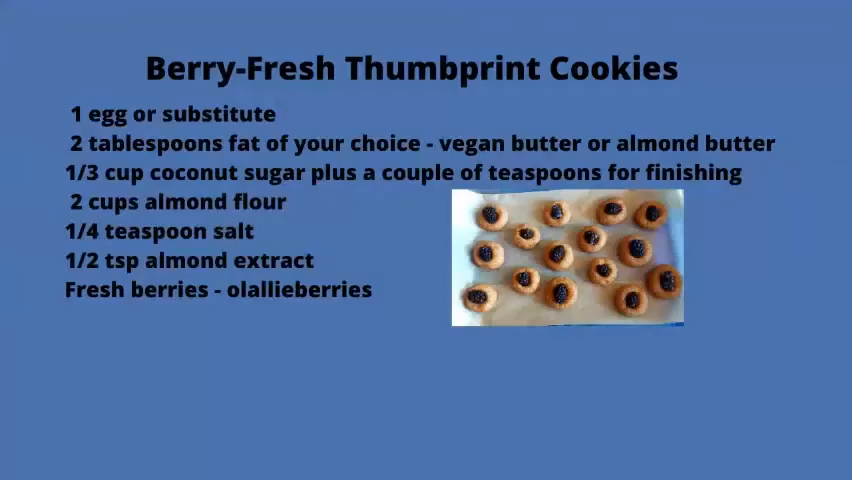 Berry-Fresh Thumbprint Cookies
1 egg or substitute
2 tablespoons fat of your choice - vegan butter or almond butter
1/3 cup coconut sugar plus a couple of teaspoons for finishing
2 cups almond flour
1/4 teaspoon salt
1/2 tsp almond extract
Fresh berries - olallieberries